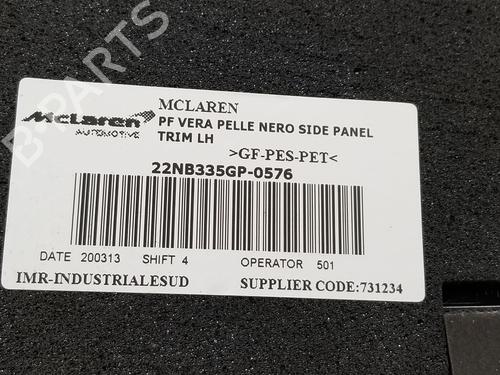 B-PARTS
MCLAREN
McLaren
AUTOMOTIVE
PF VERA PELLE NERO SIDE PANEL
TRIM LH
>GF-PES-PET<
22NB335GP-0576
DATE 200313 SHIFT 4 OPERATOR 501
IMR-INDUSTRIALESUD SUPPLIER CODE:731234